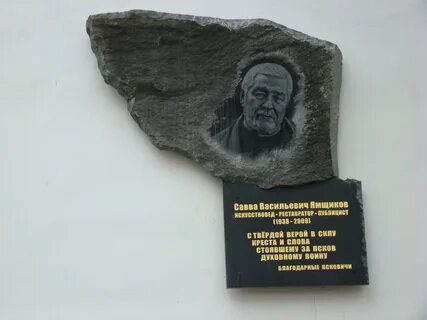 Савва Васильевич Ямщиков
ИСКУССТВОВЕД • РЕСТАВРАТОР • ПУБЛИЦИСТ
(1938 - 2009)
С ТВЁРДОЙ ВЕРОЙ В СИЛУ
КРЕСТА И СЛОВА
СТОЯВШЕМУ ЗА ПСКОВ
ДУХОВНОМУ ВОИНУ
БЛАГОДАРНЫЕ ПСКОВИЧИ